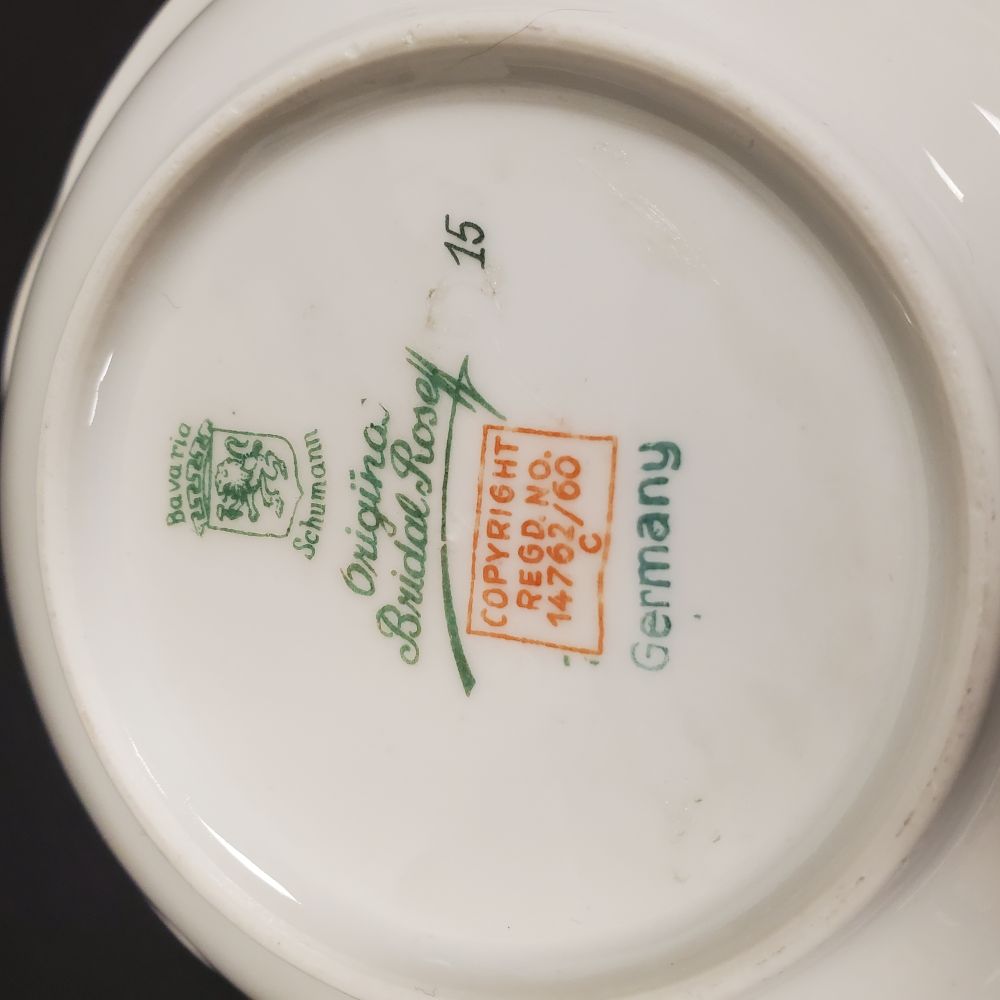 Bavaria
Schumann
Original
Bridal Rose
15
COPYRIGHT
REGD. NO.
14762/60
C
Germany